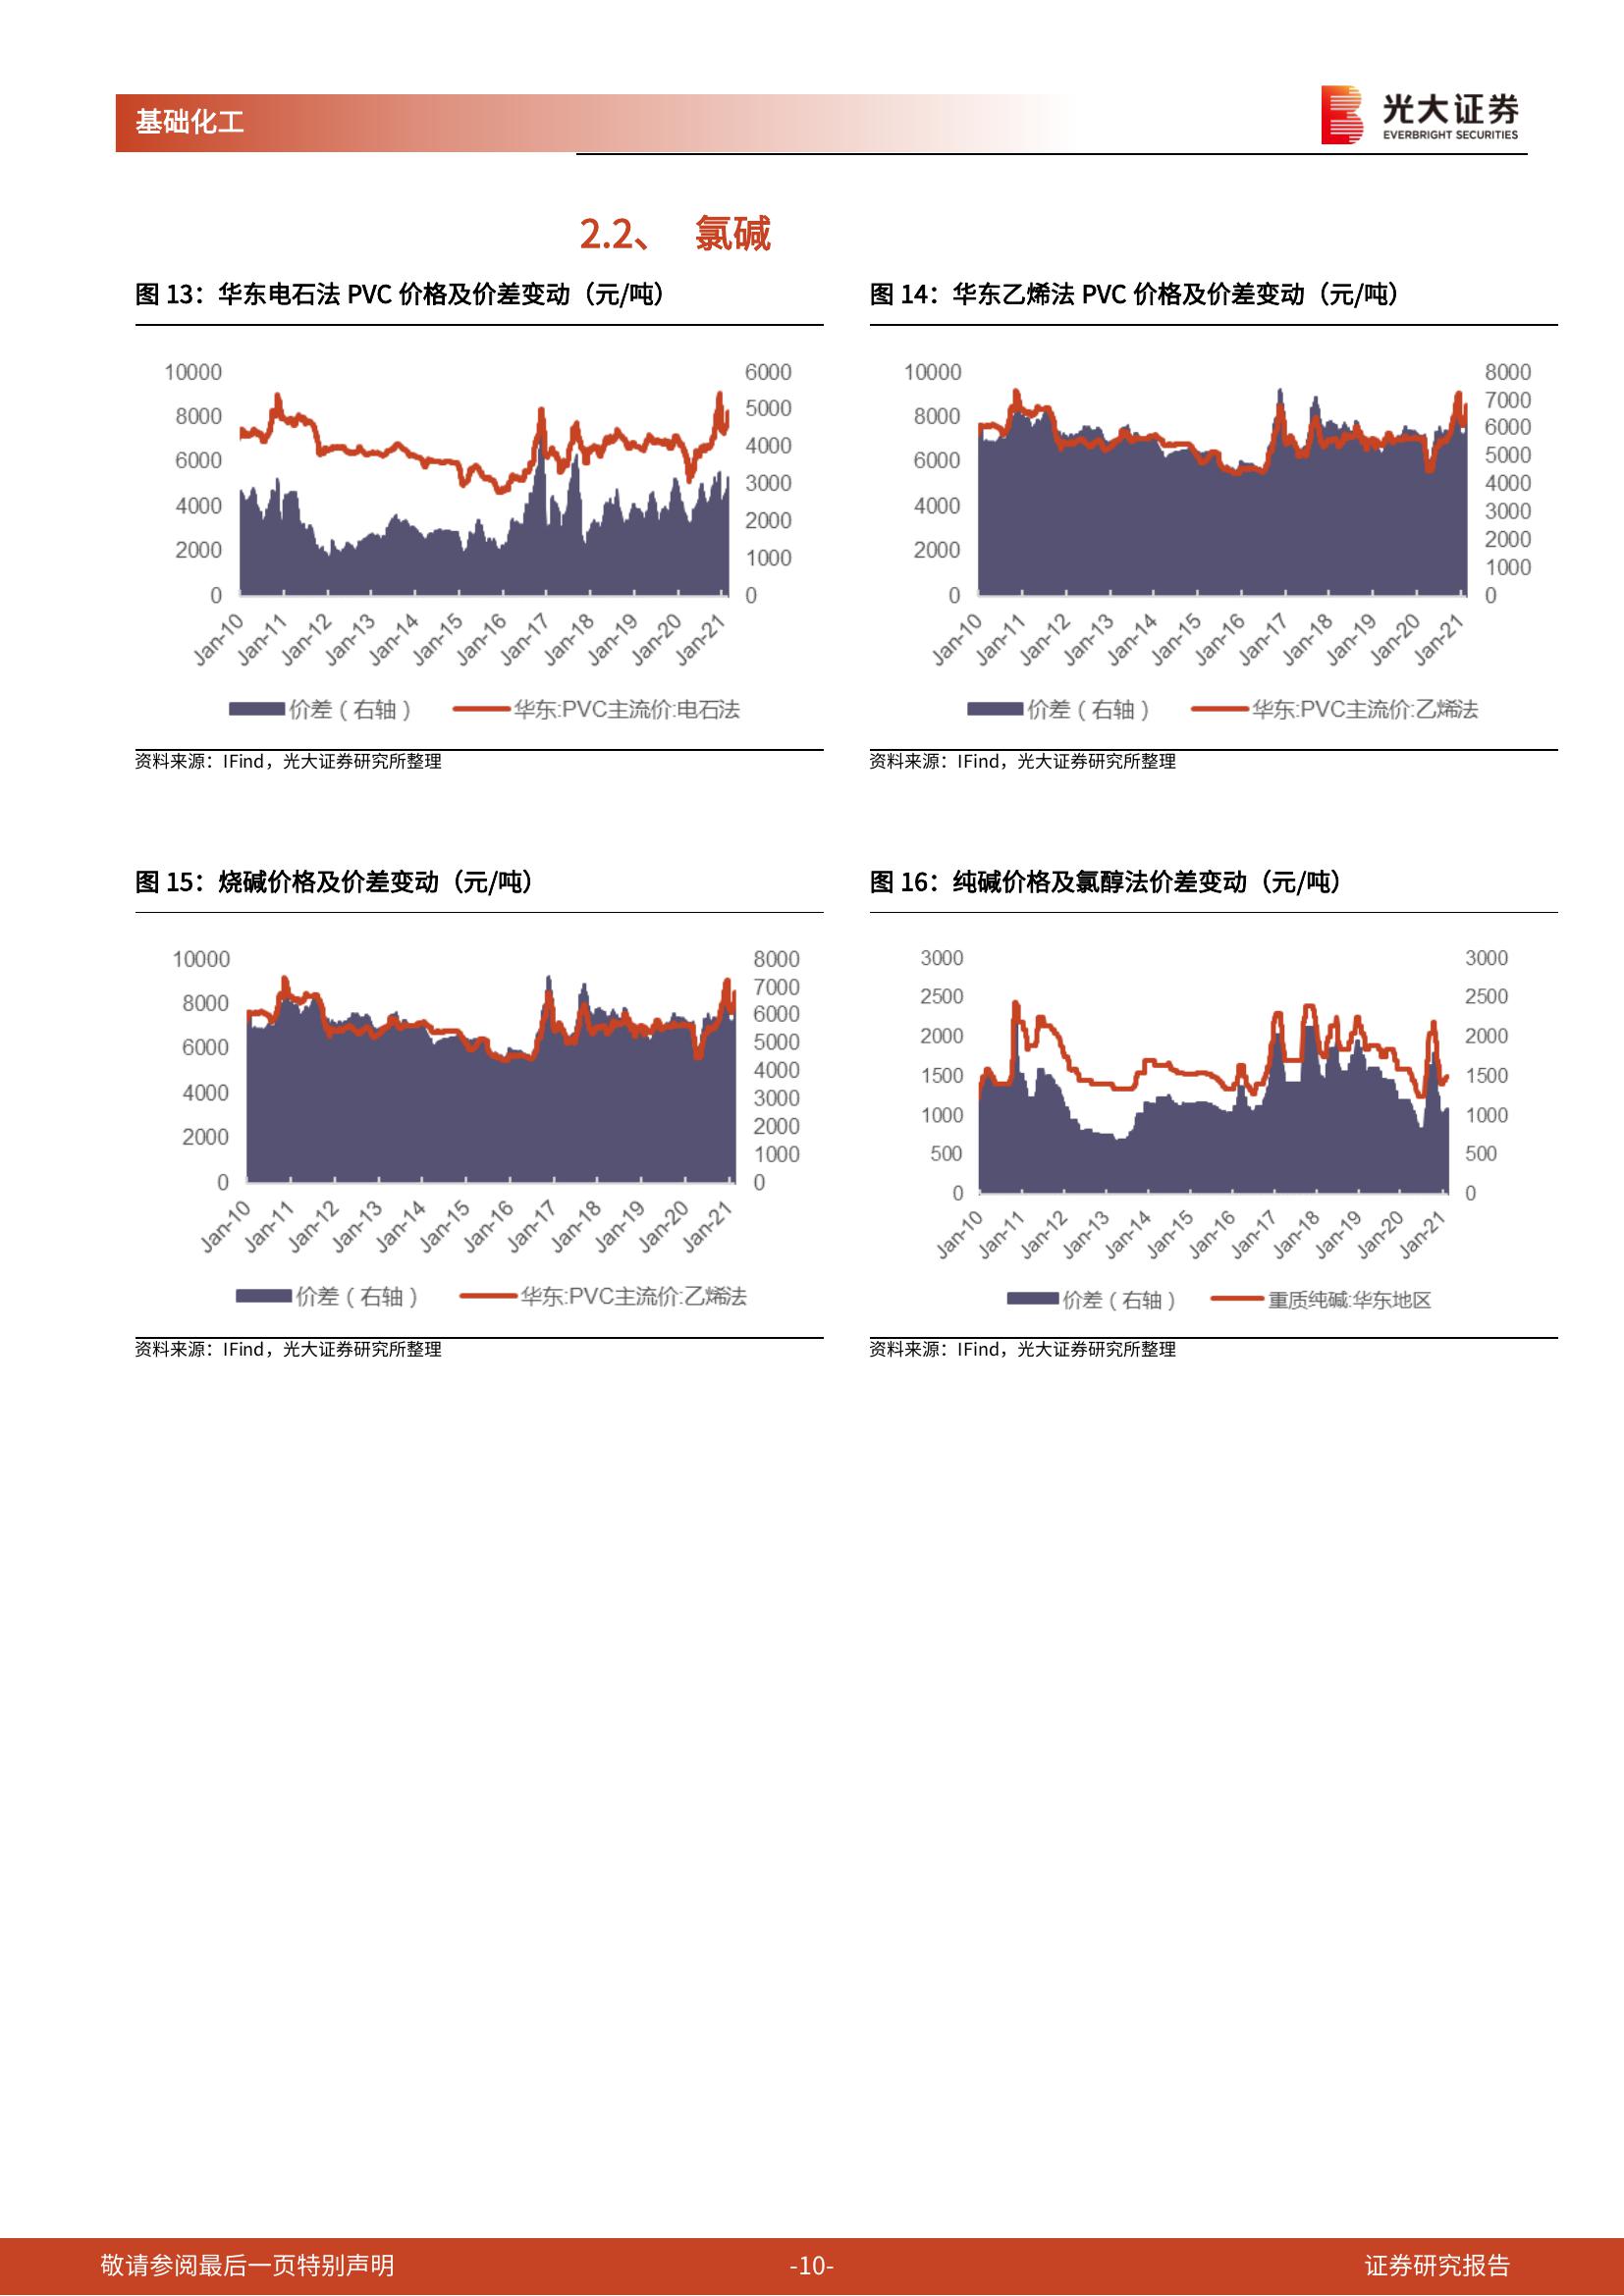 基础化工
光大证券
EVERBRIGHT SECURITIES
2.2、 氯碱
图 13：华东电石法 PVC 价格及价差变动（元/吨）
10000
8000
6000
4000
2000
0
6000
5000
4000
3000
2000
1000
0
Jan-10
Jan-11
Jan-12
Jan-13
Jan-14
Jan-15
Jan-16
Jan-17
Jan-18
Jan-19
Jan-20
Jan-21
价差（右轴）
华东:PVC主流价:电石法
资料来源：IFind，光大证券研究所整理
图 14：华东乙烯法 PVC 价格及价差变动（元/吨）
10000
8000
6000
4000
2000
0
8000
7000
6000
5000
4000
3000
2000
1000
0
Jan-10
Jan-11
Jan-12
Jan-13
Jan-14
Jan-15
Jan-16
Jan-17
Jan-18
Jan-19
Jan-20
Jan-21
价差（右轴）
华东:PVC主流价:乙烯法
资料来源：IFind，光大证券研究所整理
图 15：烧碱价格及价差变动（元/吨）
10000
8000
6000
4000
2000
0
8000
7000
6000
5000
4000
3000
2000
1000
0
Jan-10
Jan-11
Jan-12
Jan-13
Jan-14
Jan-15
Jan-16
Jan-17
Jan-18
Jan-19
Jan-20
Jan-21
价差（右轴）
华东:PVC主流价:乙烯法
资料来源：IFind，光大证券研究所整理
图 16：纯碱价格及氯醇法价差变动（元/吨）
3000
2500
2000
1500
1000
500
0
3000
2500
2000
1500
1000
500
0
Jan-10
Jan-11
Jan-12
Jan-13
Jan-14
Jan-15
Jan-16
Jan-17
Jan-18
Jan-19
Jan-20
Jan-21
价差（右轴）
重质纯碱:华东地区
资料来源：IFind，光大证券研究所整理
敬请参阅最后一页特别声明
-10-
证券研究报告